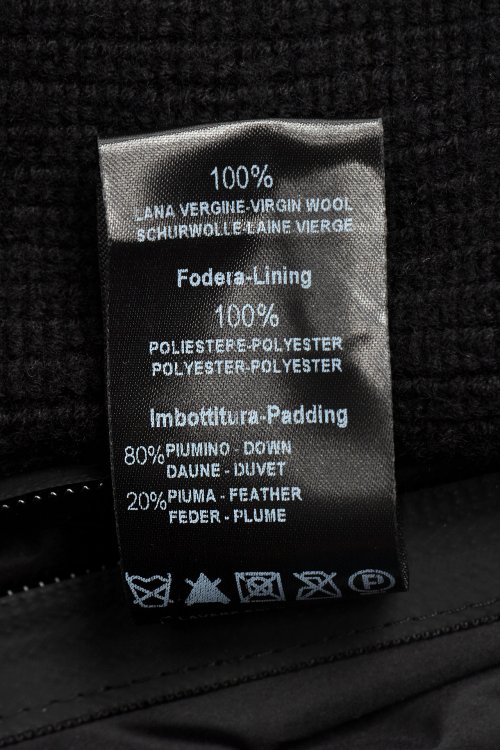 100%
LANA VERGINE-VIRGIN WOOL
SCHURWOLLE-LAINE VIERGE
Fodera-Lining
100%
POLIESTERE-POLYESTER
POLYESTER-POLYESTER
Imbottitura-Padding
80% PIUMINO - DOWN
DAUNE - DUVET
20% PIUMA - FEATHER
FEDER - PLUME
P